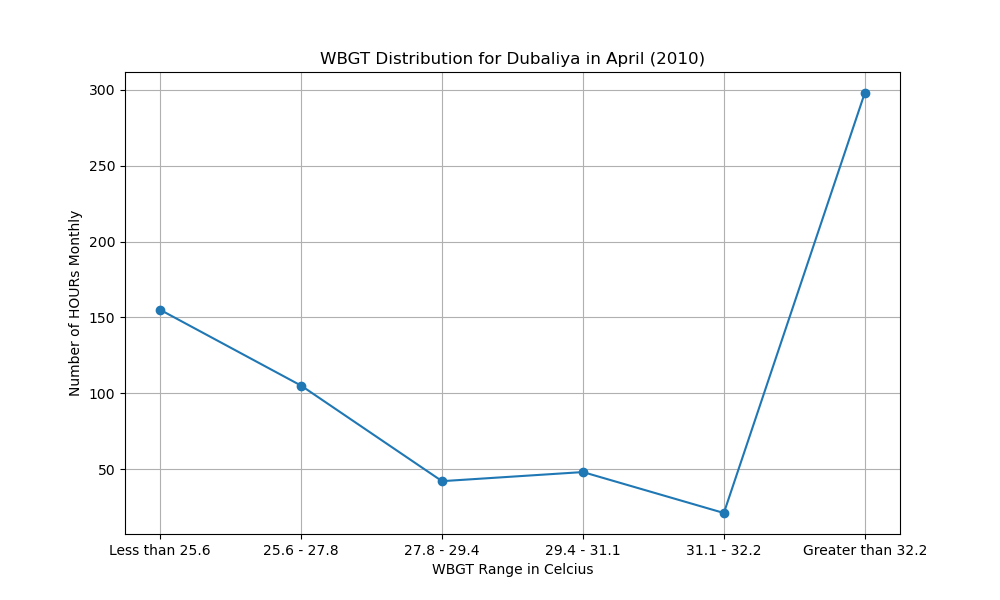 WBGT Distribution for Dubaliya in April (2010)
Number of HOURs Monthly
300
250
200
150
100
50
Less than 25.6
25.6 - 27.8
27.8 - 29.4
29.4 - 31.1
31.1 - 32.2
Greater than 32.2
WBGT Range in Celcius